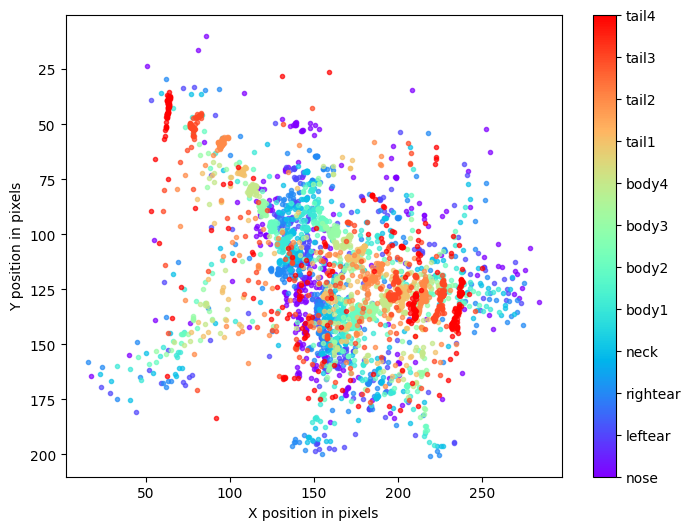 25
50
75
100
125
150
175
200
Y position in pixels
50
100
150
200
250
X position in pixels
tail4
tail3
tail2
tail1
body4
body3
body2
body1
neck
rightear
leftear
nose